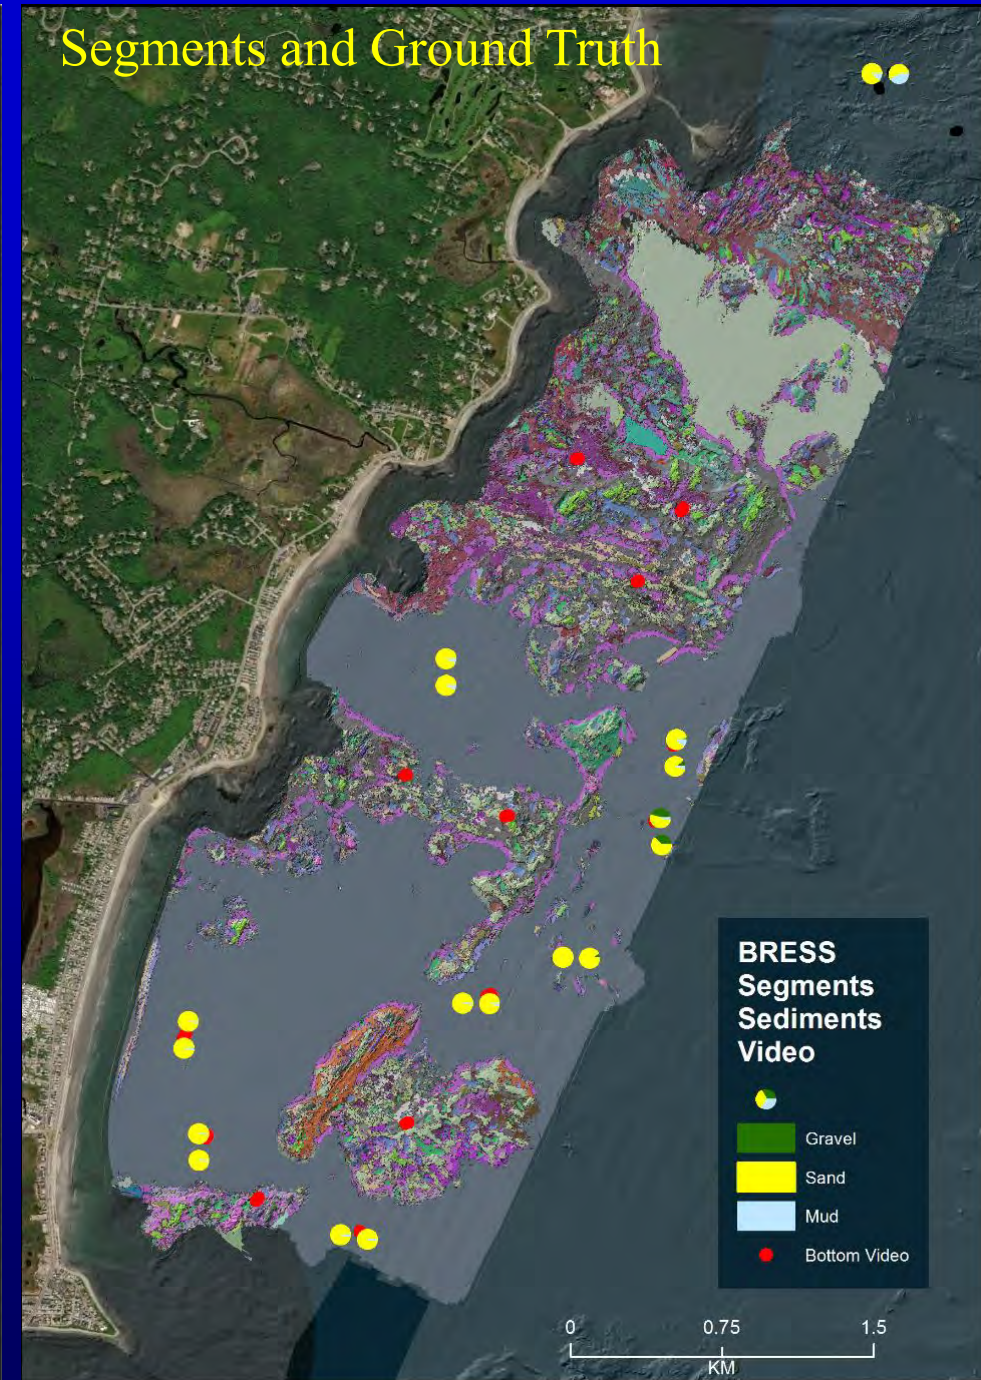 Segments and Ground Truth
BRESS
Segments
Sediments
Video
Gravel
Sand
Mud
Bottom Video
0 0.75 1.5
KM